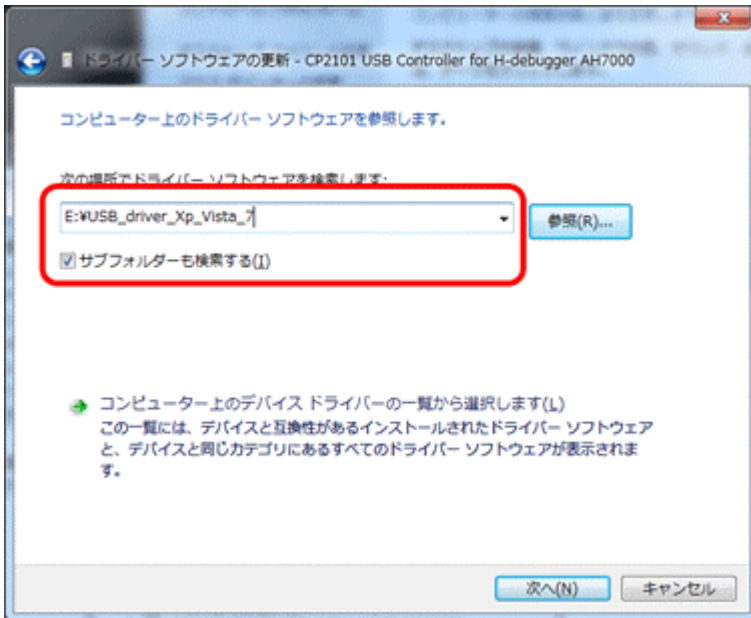 ドライバー ソフトウェアの更新 - CP2101 USB Controller for H-debugger AH7000
コンピューター上のドライバー ソフトウェアを参照します。
次の場所でドライバー ソフトウェアを検索します:
E:¥USB_driver_Xp_Vista_7
参照(R)...
サブフォルダーも検索する(I)
コンピューター上のデバイス ドライバーの一覧から選択します(L)
この一覧には、デバイスと互換性があるインストールされたドライバー ソフトウェア
と、デバイスと同じカテゴリにあるすべてのドライバー ソフトウェアが表示されま
す。
次へ(N)
キャンセル